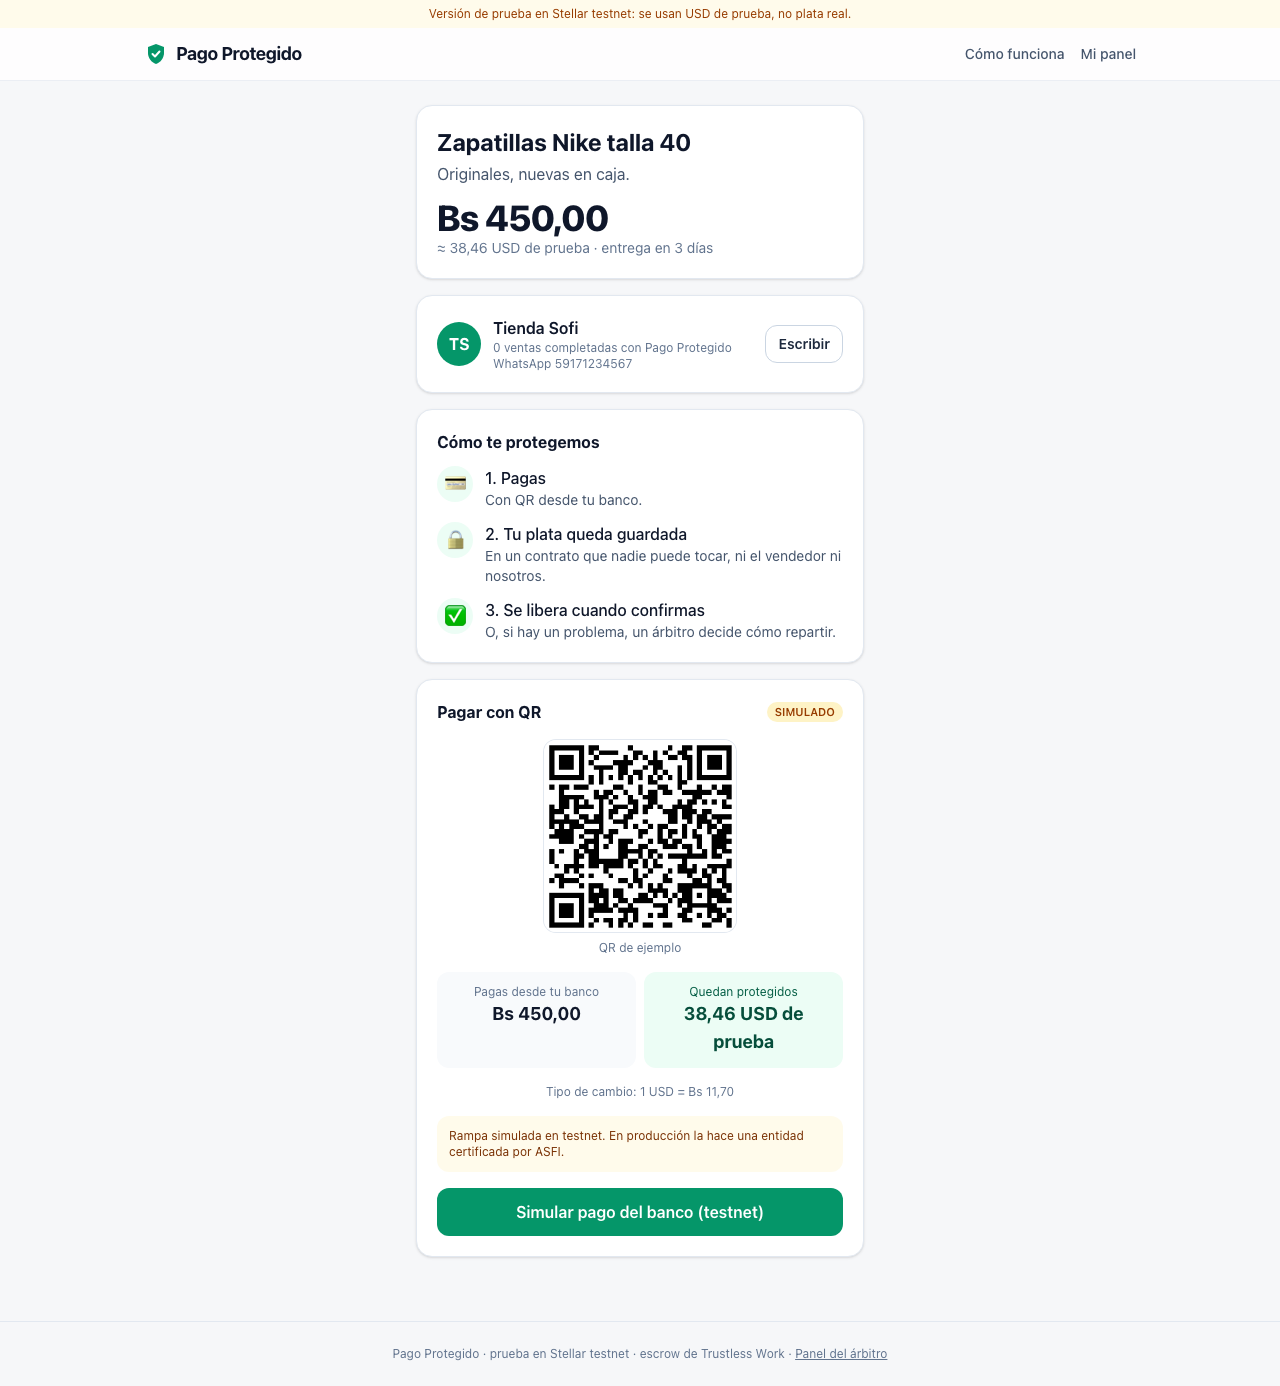 Versión de prueba en Stellar testnet: se usan USD de prueba, no plata real.
Pago Protegido
Cómo funciona
Mi panel
Zapatillas Nike talla 40
Originales, nuevas en caja.
Bs 450,00
≈ 38,46 USD de prueba · entrega en 3 días
TS
Tienda Sofi
0 ventas completadas con Pago Protegido
WhatsApp 59171234567
Escribir
Cómo te protegemos
1. Pagas
Con QR desde tu banco.
2. Tu plata queda guardada
En un contrato que nadie puede tocar, ni el vendedor ni
nosotros.
3. Se libera cuando confirmas
O, si hay un problema, un árbitro decide cómo repartir.
Pagar con QR
SIMULADO
QR de ejemplo
Pagas desde tu banco
Bs 450,00
Quedan protegidos
38,46 USD de
prueba
Tipo de cambio: 1 USD = Bs 11,70
Rampa simulada en testnet. En producción la hace una entidad
certificada por ASFI.
Simular pago del banco (testnet)
Pago Protegido · prueba en Stellar testnet · escrow de Trustless Work · Panel del árbitro